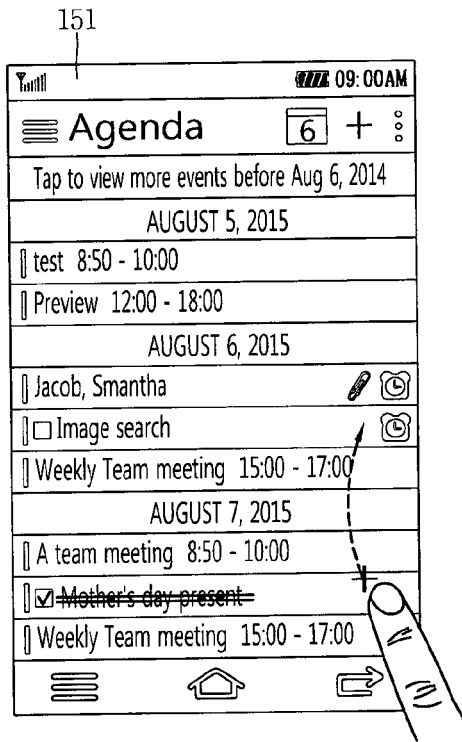 151
09:00AM
Agenda 6
Tap to view more events before Aug 6, 2014
AUGUST 5, 2015
test 8:50 - 10:00
Preview 12:00 - 18:00
AUGUST 6, 2015
Jacob, Smantha
Image search
Weekly Team meeting 15:00 - 17:00
AUGUST 7, 2015
A team meeting 8:50 - 10:00
Mother's day present
Weekly Team meeting 15:00 - 17:00